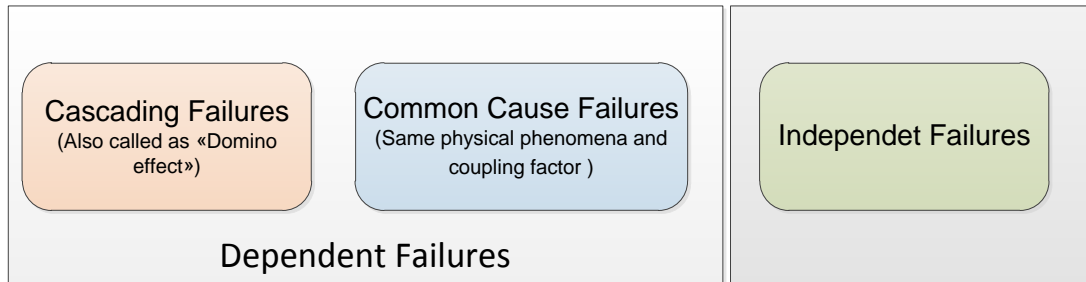 Cascading Failures
(Also called as «Domino
effect»)
Common Cause Failures
(Same physical phenomena and
coupling factor )
Independet Failures
Dependent Failures